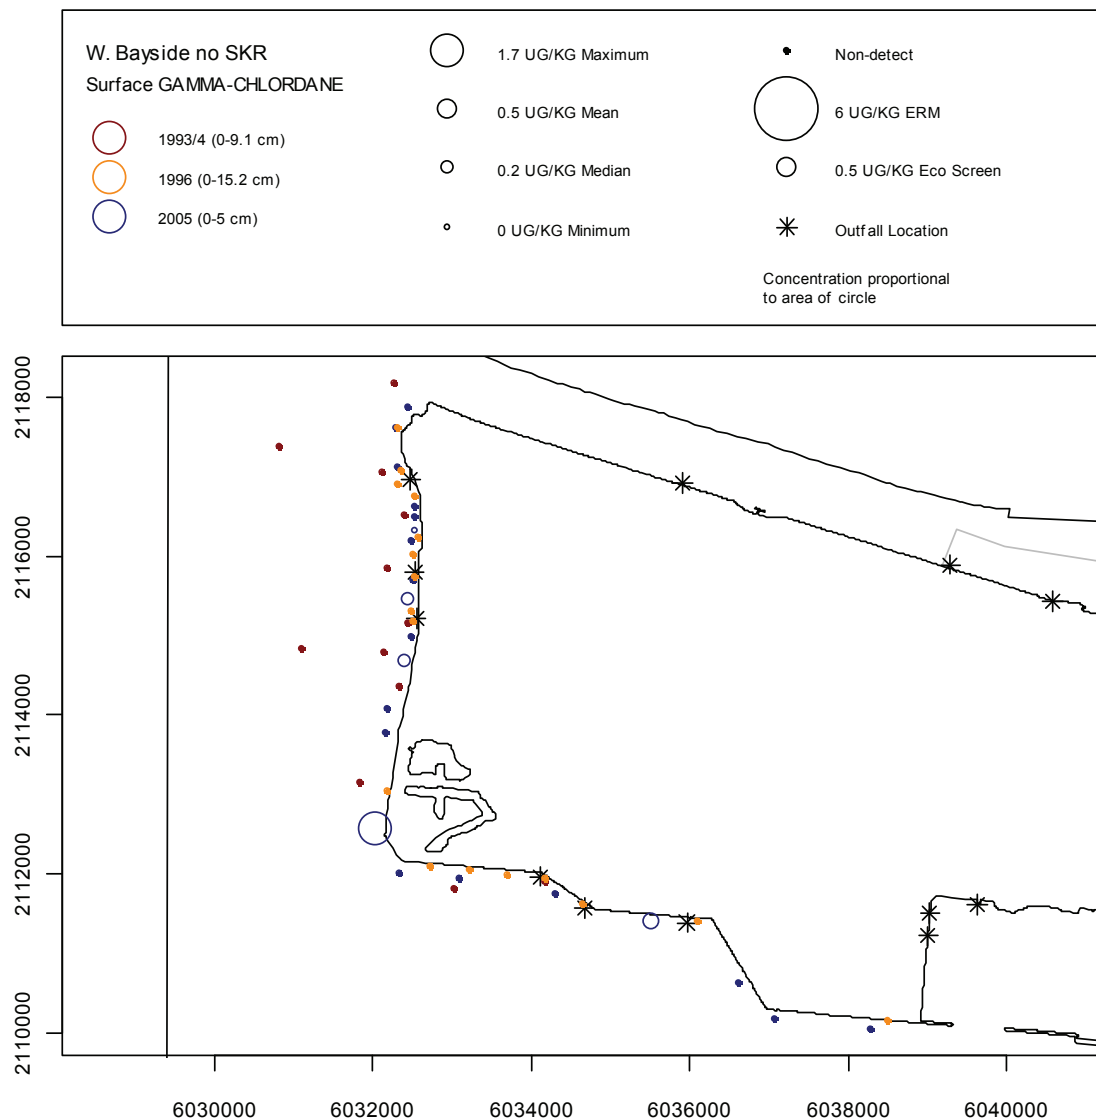 W. Bayside no SKR
Surface GAMMA-CHLORDANE
1993/4 (0-9.1 cm)
1996 (0-15.2 cm)
2005 (0-5 cm)
1.7 UG/KG Maximum
0.5 UG/KG Mean
0.2 UG/KG Median
0 UG/KG Minimum
Non-detect
6 UG/KG ERM
0.5 UG/KG Eco Screen
Outfall Location
Concentration proportional
to area of circle
2118000
2116000
2114000
2112000
2110000
6030000
6032000
6034000
6036000
6038000
6040000